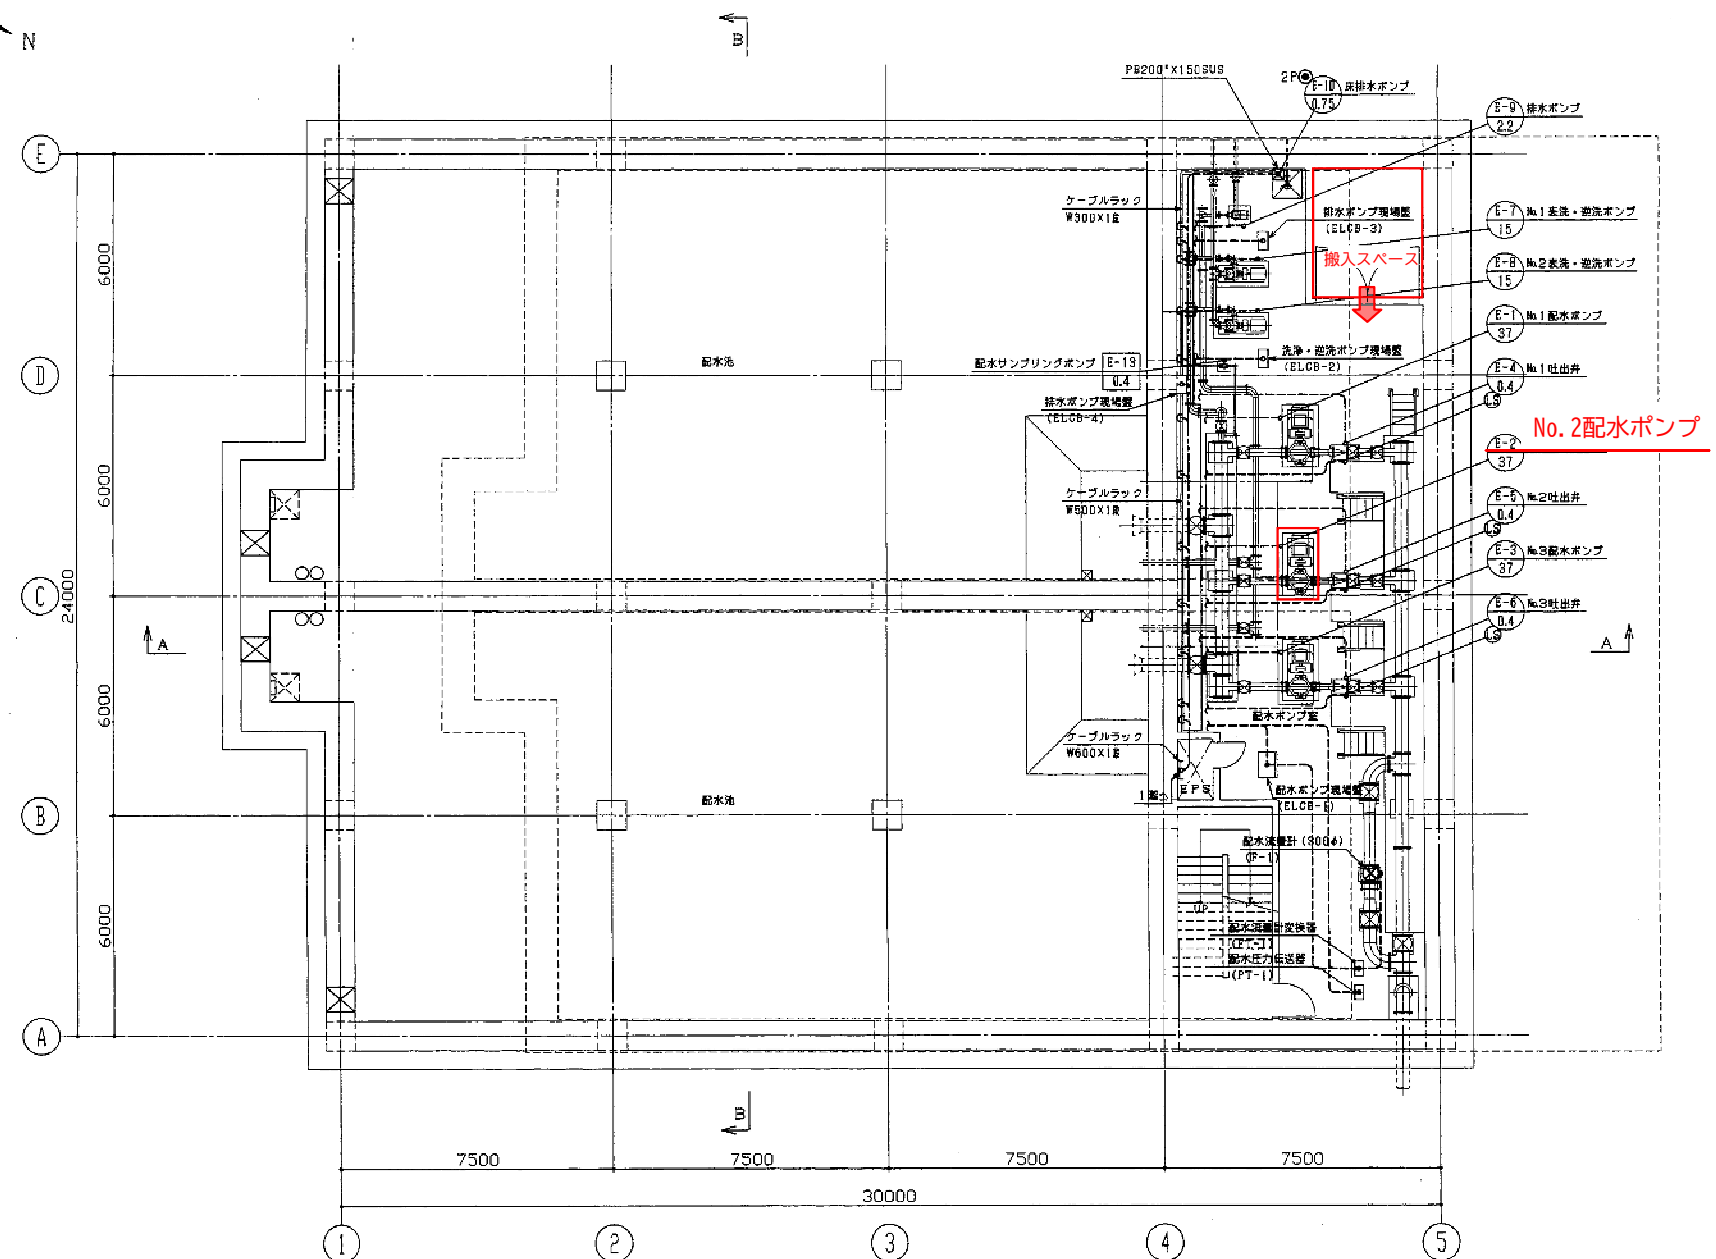 N
B
PB200□×150SUS
2P
E-10 床排水ポンプ
0.75
E-9 排水ポンプ
2.2
E
ケーブルラック
W300×1段
排水ポンプ現場盤
(ELCB-3)
E-7 No.1表洗・逆洗ポンプ
15
搬入スペース
E-8 No.2表洗・逆洗ポンプ
15
6000
E-1 No.1配水ポンプ
37
洗浄・逆洗ポンプ現場盤
(ELCB-2)
配水池
配水サンプリングポンプ E-13
0.4
E-4 No.1吐出弁
0.4
LS
D
排水ポンプ現場盤
(ELCB-4)
No.2配水ポンプ
E-2
37
6000
ケーブルラック
W500×1段
E-5 No.2吐出弁
0.4
LS
E-3 No.3配水ポンプ
37
24000
C
E-6 No.3吐出弁
0.4
LS
A
A
6000
配水ポンプ室
ケーブルラック
W600×1段
EPS
配水ポンプ現場盤
(ELCB-1)
配水池
B
配水流量計(300φ)
(F-1)
UP
6000
配水流量計変換器
(FT-1)
配水圧力伝送器
(PT-1)
A
B
7500
7500
7500
7500
30000
1
2
3
4
5